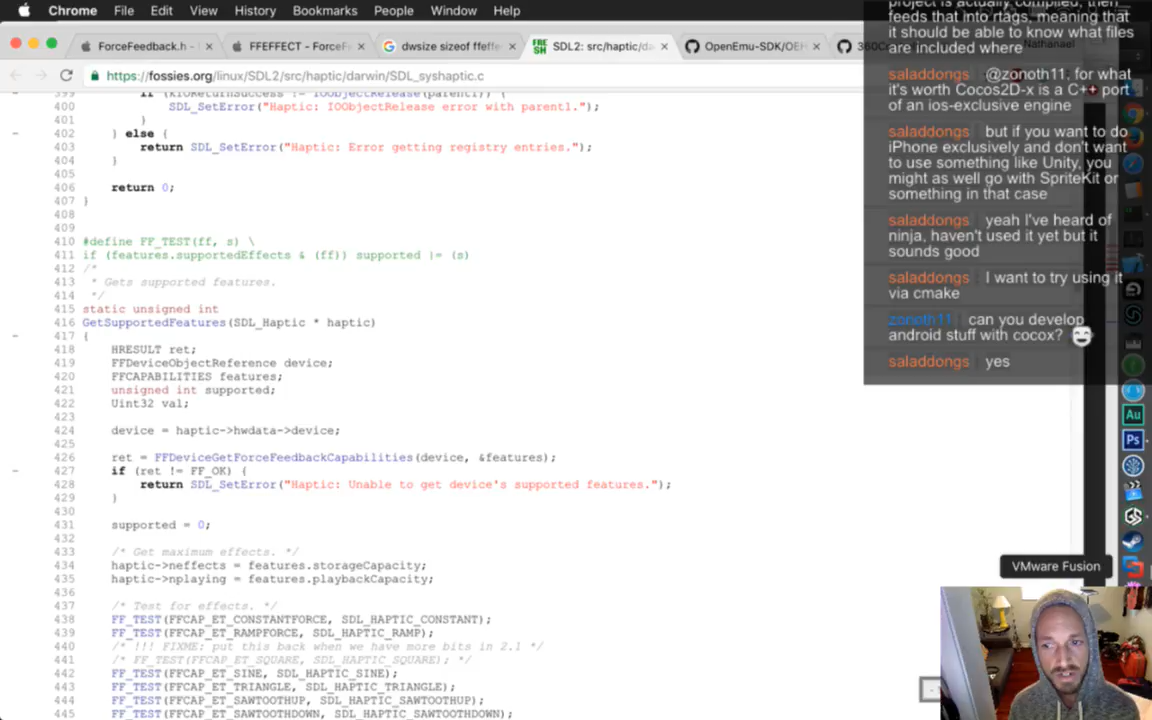 Chrome File Edit View History Bookmarks People Window Help
ForceFeedback.h - × FFEFFECT - ForceF × dwsize sizeof ffeffe × SDL2: src/haptic/da × OpenEmu-SDK/OEH × 360C Nathanael
https://fossies.org/linux/SDL2/src/haptic/darwin/SDL_syshaptic.c
400 SDL_SetError("Haptic: IOObjectRelease error with parent1.");
401 }
402 } else {
403 return SDL_SetError("Haptic: Error getting registry entries.");
404 }
405
406 return 0;
407 }
408
409
410 #define FF_TEST(ff, s) \
411 if (features.supportedEffects & (ff)) supported |= (s)
412 /*
413 * Gets supported features.
414 */
415 static unsigned int
416 GetSupportedFeatures(SDL_Haptic * haptic)
417 {
418 HRESULT ret;
419 FFDeviceObjectReference device;
420 FFCAPABILITIES features;
421 unsigned int supported;
422 Uint32 val;
423
424 device = haptic->hwdata->device;
425
426 ret = FFDeviceGetForceFeedbackCapabilities(device, &features);
427 if (ret != FF_OK) {
428 return SDL_SetError("Haptic: Unable to get device's supported features.");
429 }
430
431 supported = 0;
432
433 /* Get maximum effects. */
434 haptic->neffects = features.storageCapacity;
435 haptic->nplaying = features.playbackCapacity;
436
437 /* Test for effects. */
438 FF_TEST(FFCAP_ET_CONSTANTFORCE, SDL_HAPTIC_CONSTANT);
439 FF_TEST(FFCAP_ET_RAMPFORCE, SDL_HAPTIC_RAMP);
440 /* !!! FIXME: put this back when we have more bits in 2.1 */
441 /* FF_TEST(FFCAP_ET_SQUARE, SDL_HAPTIC_SQUARE); */
442 FF_TEST(FFCAP_ET_SINE, SDL_HAPTIC_SINE);
443 FF_TEST(FFCAP_ET_TRIANGLE, SDL_HAPTIC_TRIANGLE);
444 FF_TEST(FFCAP_ET_SAWTOOTHUP, SDL_HAPTIC_SAWTOOTHUP);
445 FF_TEST(FFCAP_ET_SAWTOOTHDOWN, SDL_HAPTIC_SAWTOOTHDOWN);
project is actually compiled, then
feeds that into rtags, meaning that
it should be able to know what files
are included where
saladdongs @zonoth11, for what
it's worth Cocos2D-x is a C++ port
of an ios-exclusive engine
saladdongs but if you want to do
iPhone exclusively and don't want
to use something like Unity, you
might as well go with SpriteKit or
something in that case
saladdongs yeah I've heard of
ninja, haven't used it yet but it
sounds good
saladdongs I want to try using it
via cmake
zonoth11 can you develop
android stuff with cocox?
saladdongs yes
Au
Ps
VMware Fusion